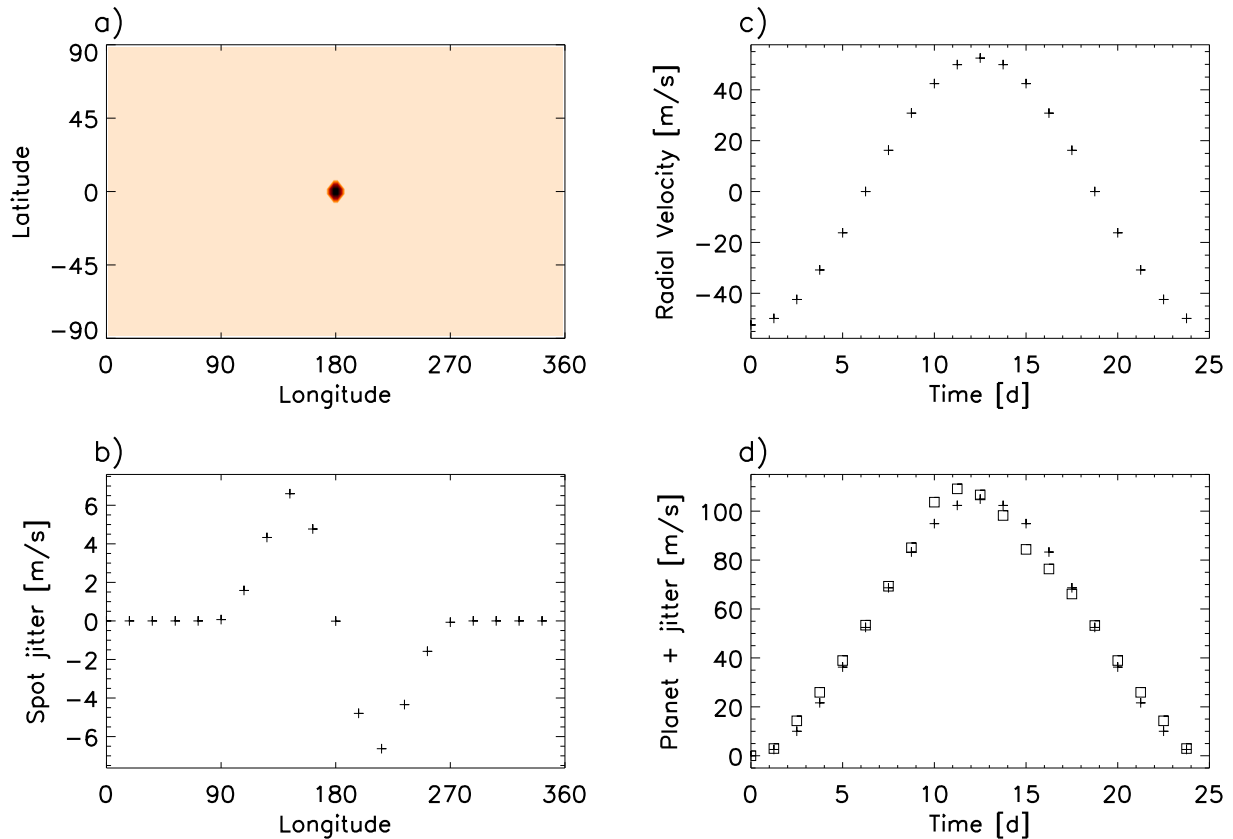 a)
90
45
0
−45
−90
Latitude
0 90 180 270 360
Longitude
c)
40
20
0
−20
−40
Radial Velocity [m/s]
0 5 10 15 20 25
Time [d]
b)
6
4
2
0
−2
−4
−6
Spot jitter [m/s]
0 90 180 270 360
Longitude
d)
100
80
60
40
20
0
Planet + jitter [m/s]
0 5 10 15 20 25
Time [d]